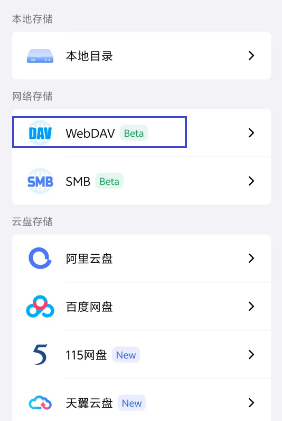 本地存储
本地目录
网络存储
DAV WebDAV Beta
SMB SMB Beta
云盘存储
阿里云盘
百度网盘
115网盘 New
天翼云盘 New